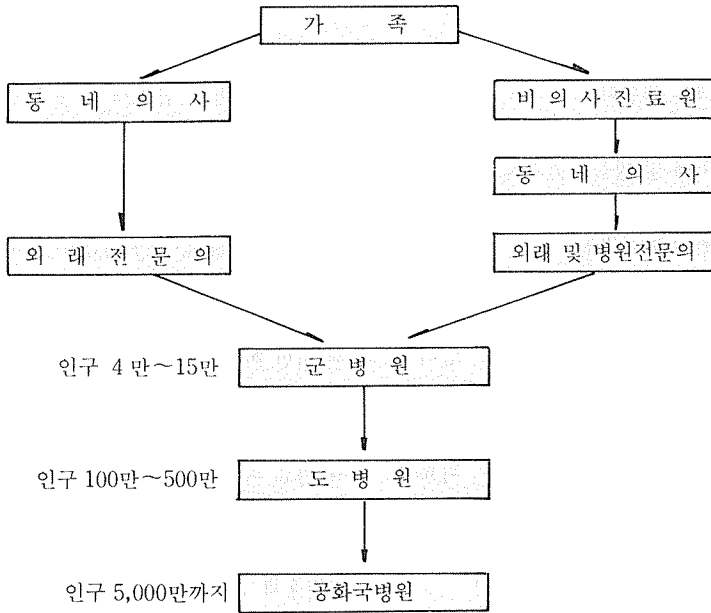 가 족
동 네 의 사
비 의 사 진 료 원
동 네 의 사
외 래 전 문 의
외래 및 병원전문의
인구 4만~15만
군 병 원
인구 100만~500만
도 병 원
인구 5,000만까지
공화국병원